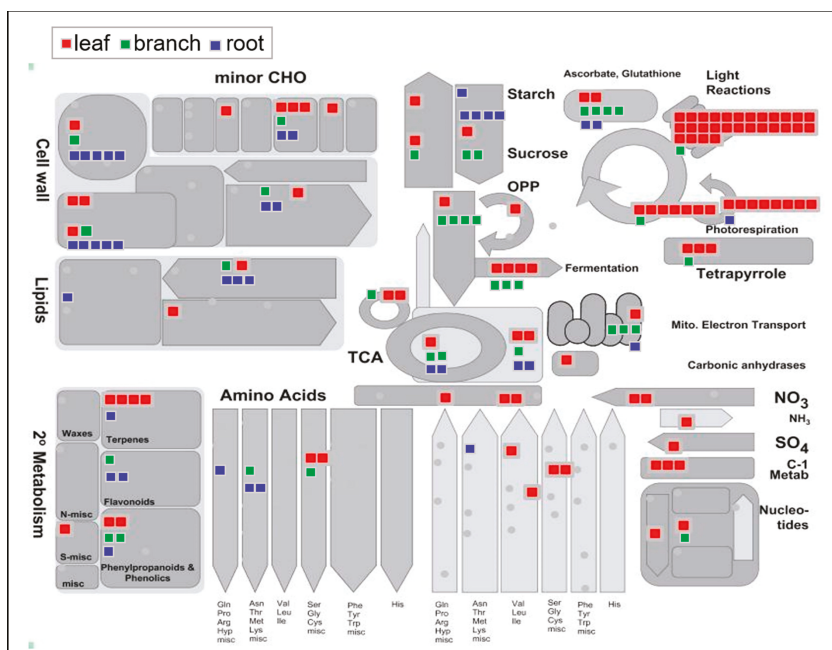 leaf branch root
minor CHO
Cell wall
Lipids
2º Metabolism
Starch
Sucrose
OPP
Ascorbate, Glutathione
Light
Reactions
Photorespiration
Tetrapyrrole
Fermentation
TCA
Mito. Electron Transport
Carbonic anhydrases
Amino Acids
NO3
NH3
SO4
C-1
Metab
Nucleo-
tides
Waxes
Terpenes
N-misc
Flavonoids
S-misc
misc
Phenylpropanoids &
Phenolics
Gln
Pro
Arg
Hyp
misc
Asn
Thr
Met
Lys
misc
Val
Leu
Ile
Ser
Gly
Cys
misc
Phe
Tyr
Trp
misc
His
Gln
Pro
Arg
Hyp
misc
Asn
Thr
Met
Lys
misc
Val
Leu
Ile
Ser
Gly
Cys
misc
Phe
Tyr
Trp
misc
His